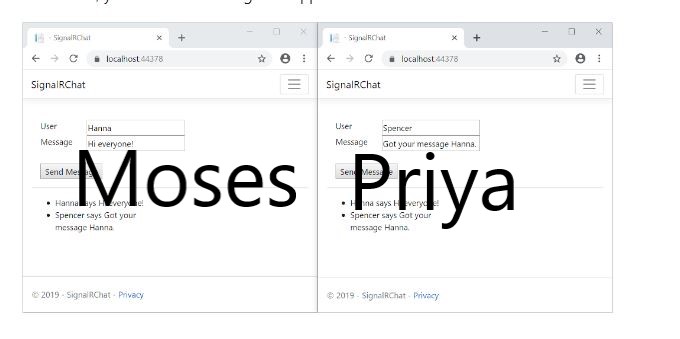 - SignalRChat
localhost:44378
SignalRChat
User Hanna
Message Hi everyone!
Send Message
Moses
Hanna says Hi everyone!
Spencer says Got your
message Hanna.
© 2019 - SignalRChat - Privacy
- SignalRChat
localhost:44378
SignalRChat
User Spencer
Message Got your message Hanna.
Send Message
Priya
Hanna says Hi everyone!
Spencer says Got your
message Hanna.
© 2019 - SignalRChat - Privacy